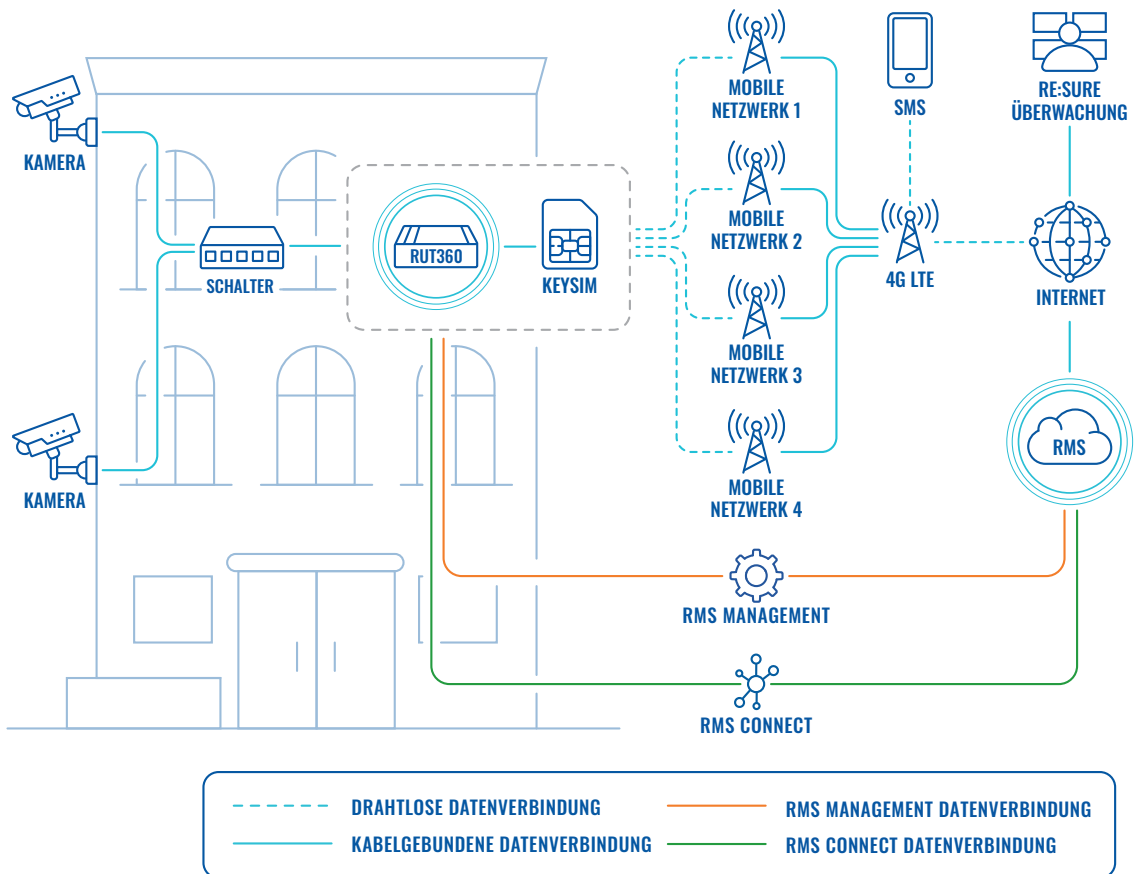 KAMERA
KAMERA
SCHALTER
RUT360
KEYSIM
MOBILE
NETZWERK 1
MOBILE
NETZWERK 2
MOBILE
NETZWERK 3
MOBILE
NETZWERK 4
SMS
4G LTE
RE:SURE
ÜBERWACHUNG
INTERNET
RMS
RMS MANAGEMENT
RMS CONNECT
DRAHTLOSE DATENVERBINDUNG
KABELGEBUNDENE DATENVERBINDUNG
RMS MANAGEMENT DATENVERBINDUNG
RMS CONNECT DATENVERBINDUNG